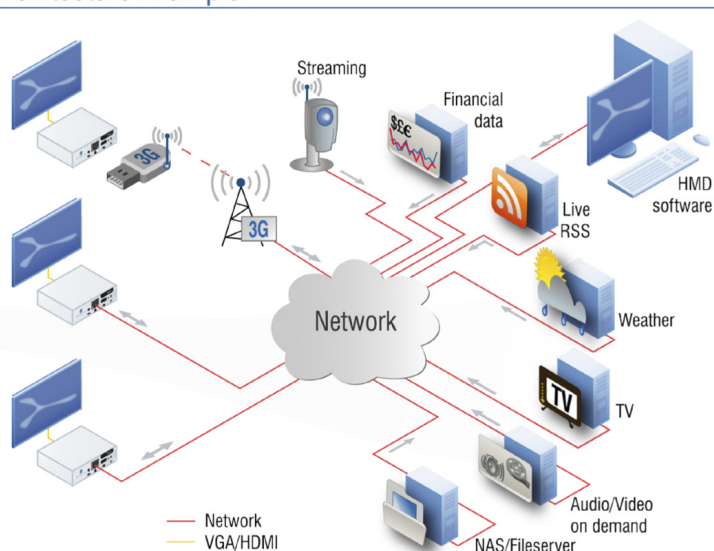 Streaming
Financial
data
$£€
3G
HMD
software
Live
RSS
3G
Network
Weather
TV
TV
Audio/Video
on demand
Network
VGA/HDMI
NAS/Fileserver